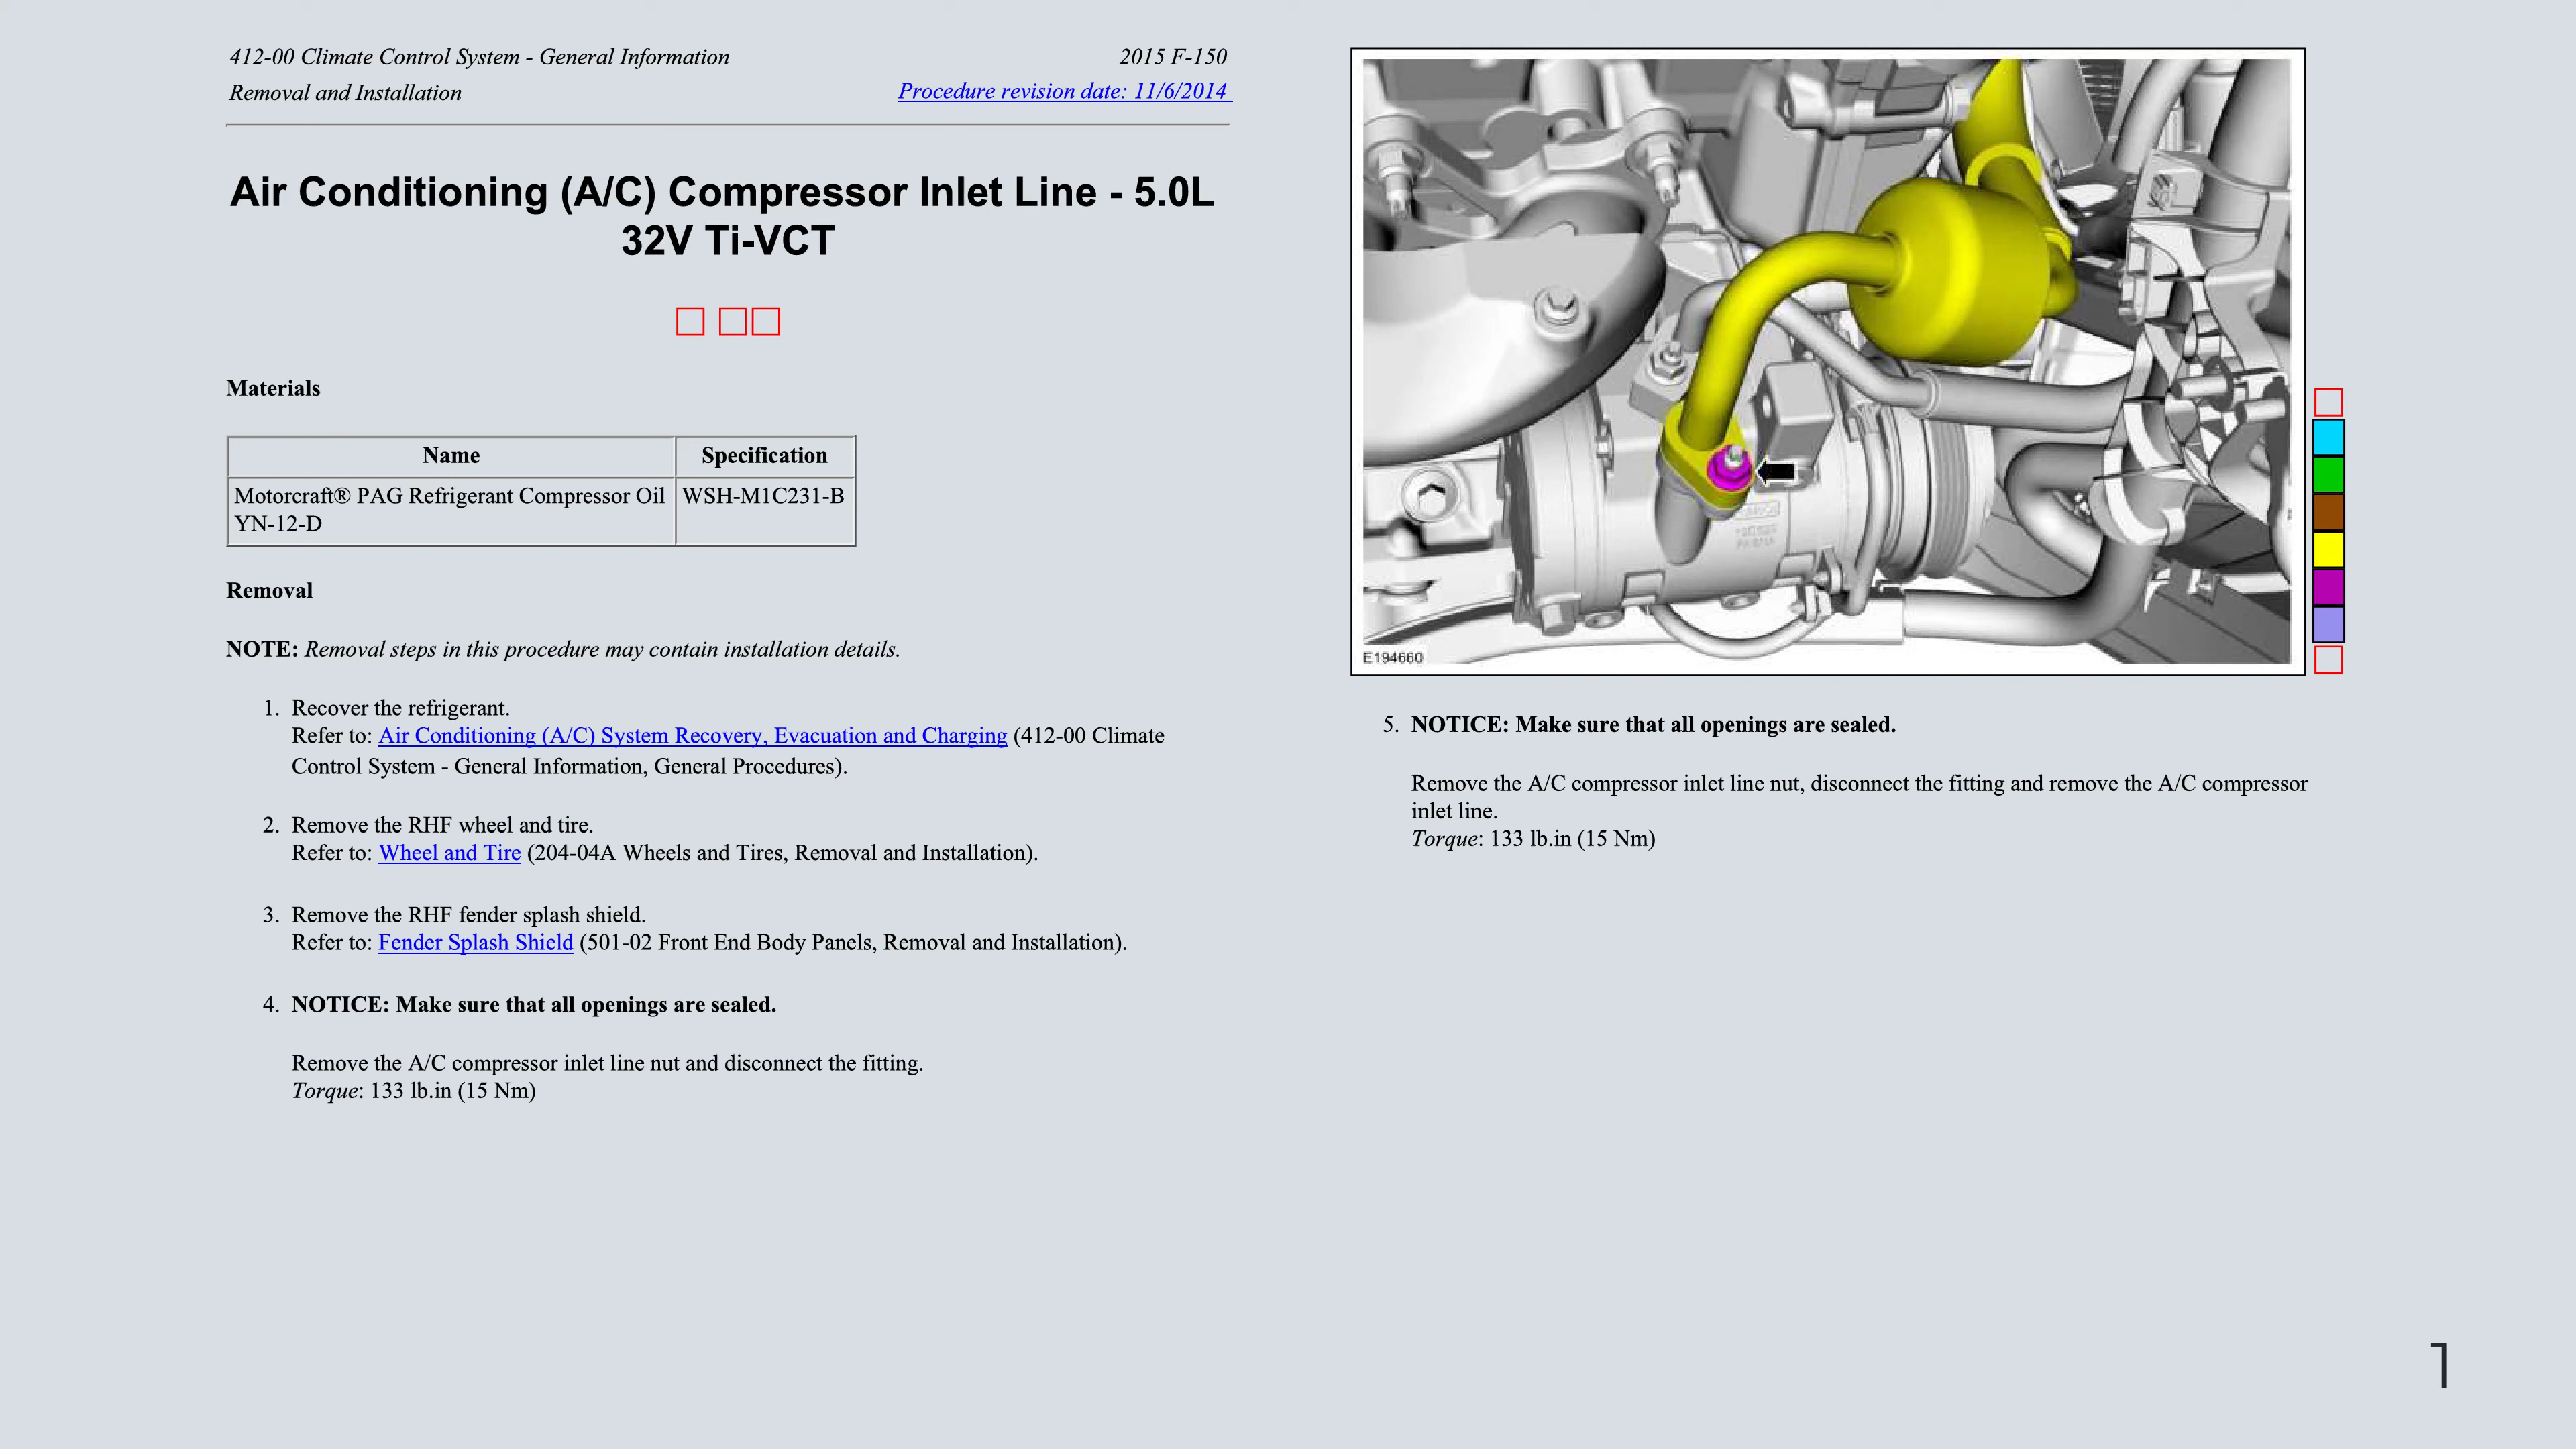 412-00 Climate Control System - General Information
2015 F-150
Removal and Installation
Procedure revision date: 11/6/2014
Air Conditioning (A/C) Compressor Inlet Line - 5.0L
32V Ti-VCT
Materials
Name
Specification
Motorcraft® PAG Refrigerant Compressor Oil
YN-12-D
WSH-M1C231-B
Removal
NOTE: Removal steps in this procedure may contain installation details.
1. Recover the refrigerant.
Refer to: Air Conditioning (A/C) System Recovery, Evacuation and Charging (412-00 Climate
Control System - General Information, General Procedures).
2. Remove the RHF wheel and tire.
Refer to: Wheel and Tire (204-04A Wheels and Tires, Removal and Installation).
3. Remove the RHF fender splash shield.
Refer to: Fender Splash Shield (501-02 Front End Body Panels, Removal and Installation).
4. NOTICE: Make sure that all openings are sealed.
Remove the A/C compressor inlet line nut and disconnect the fitting.
Torque: 133 lb.in (15 Nm)
E194660
5. NOTICE: Make sure that all openings are sealed.
Remove the A/C compressor inlet line nut, disconnect the fitting and remove the A/C compressor
inlet line.
Torque: 133 lb.in (15 Nm)
1